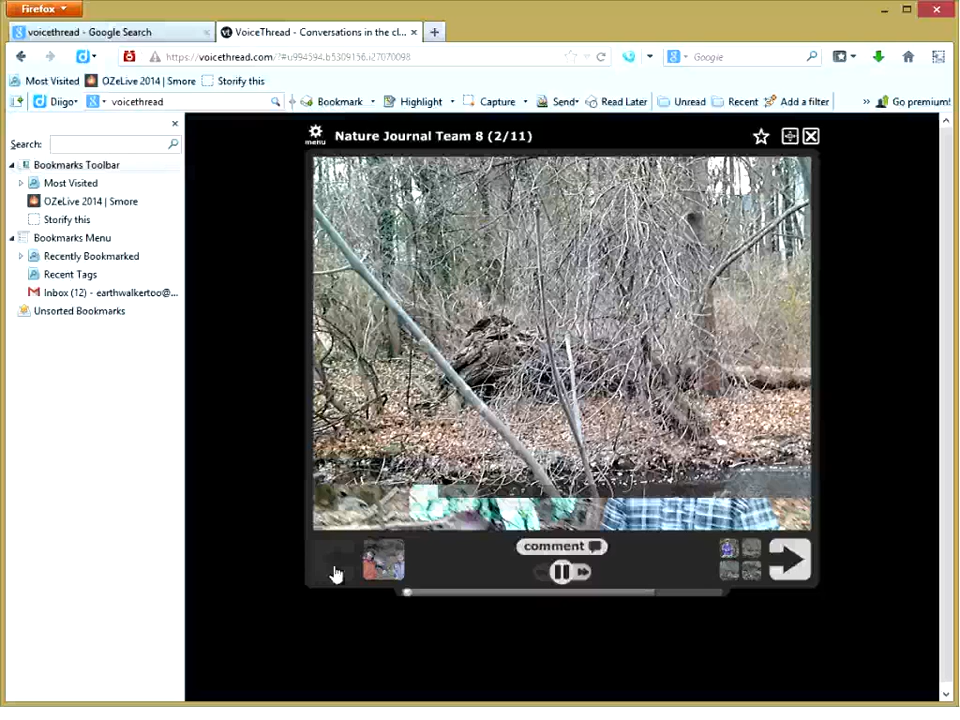 Firefox
voicethread - Google Search
VoiceThread - Conversations in the cl...
https://voicethread.com/?#u994594.b5309156.i27070098
Google
Most Visited
OZeLive 2014 | Smore
Storify this
Diigo
voicethread
Bookmark
Highlight
Capture
Send
Read Later
Unread
Recent
Add a filter
»
Go premium!
Search:
Bookmarks Toolbar
Most Visited
OZeLive 2014 | Smore
Storify this
Bookmarks Menu
Recently Bookmarked
Recent Tags
Inbox (12) - earthwalkertoo@...
Unsorted Bookmarks
menu
Nature Journal Team 8 (2/11)
comment